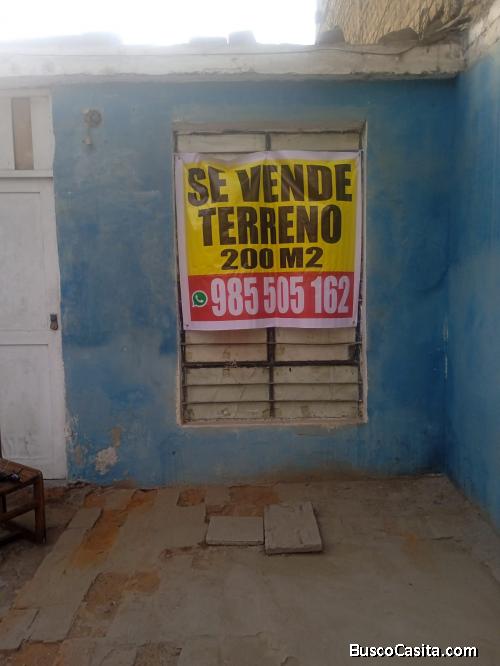 SE VENDE
TERRENO
200 M2
985 505 162
BuscoCasita.com